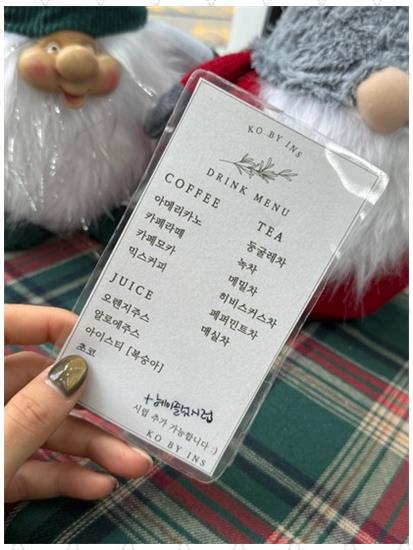 KO BY INS
DRINK MENU
COFFEE
아메리카노
카페라떼
카페모카
믹스커피
JUICE
오렌지주스
알로에주스
아이스티 [복숭아]
초코
TEA
둥굴레차
녹차
메밀차
히비스커스차
페퍼민트차
매실차
+헤이즐넛시럽
시럽 추가 가능합니다 :)
KO BY INS